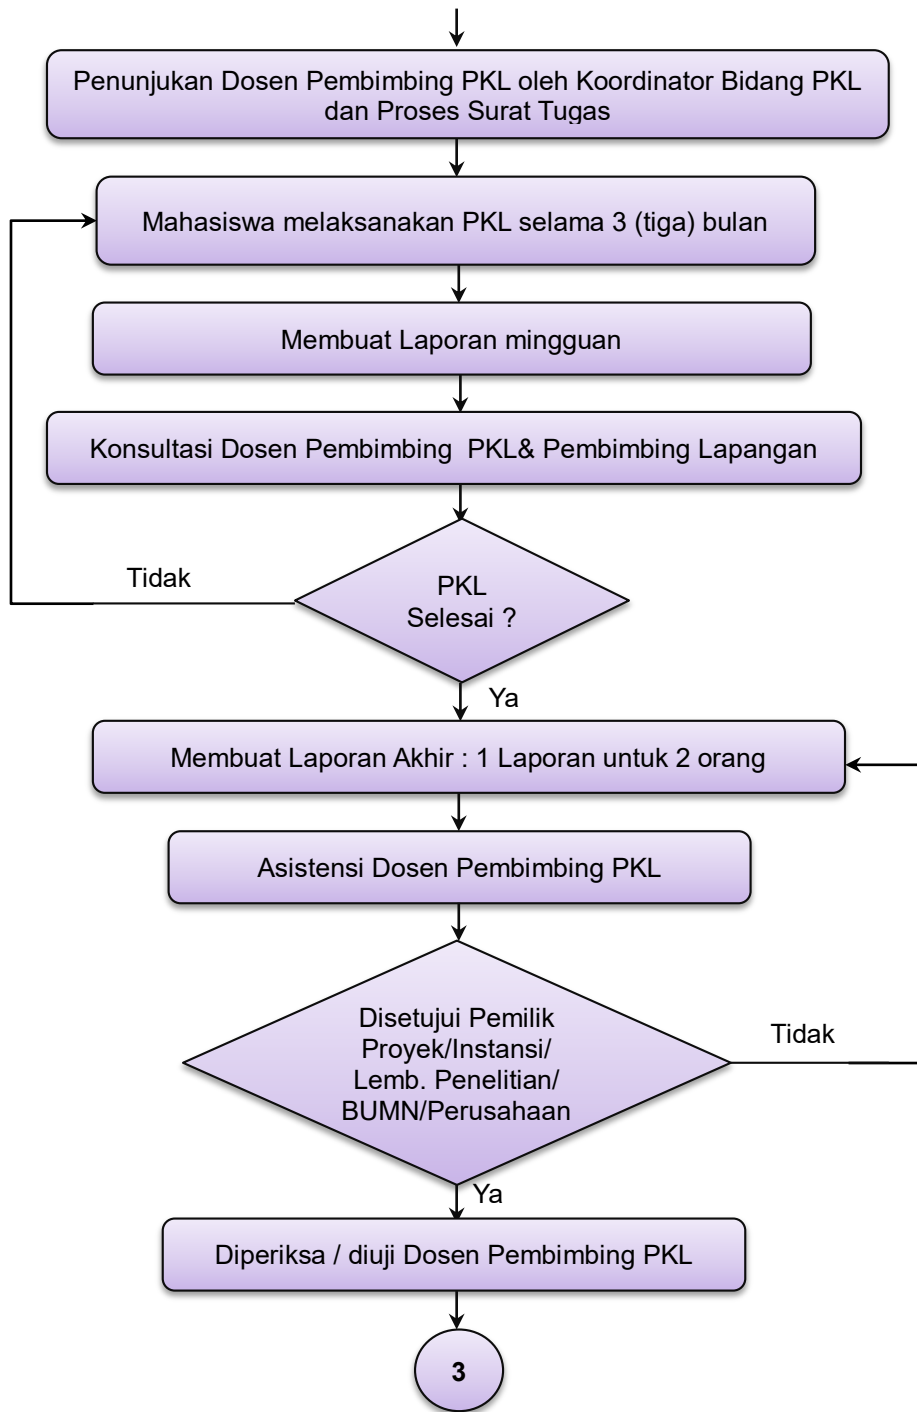 Penunjukan Dosen Pembimbing PKL oleh Koordinator Bidang PKL
dan Proses Surat Tugas
Mahasiswa melaksanakan PKL selama 3 (tiga) bulan
Membuat Laporan mingguan
Konsultasi Dosen Pembimbing  PKL& Pembimbing Lapangan
Tidak
PKL
Selesai ?
Ya
Membuat Laporan Akhir : 1 Laporan untuk 2 orang
Asistensi Dosen Pembimbing PKL
Disetujui Pemilik
Proyek/Instansi/
Lemb. Penelitian/
BUMN/Perusahaan
Tidak
Ya
Diperiksa / diuji Dosen Pembimbing PKL
3